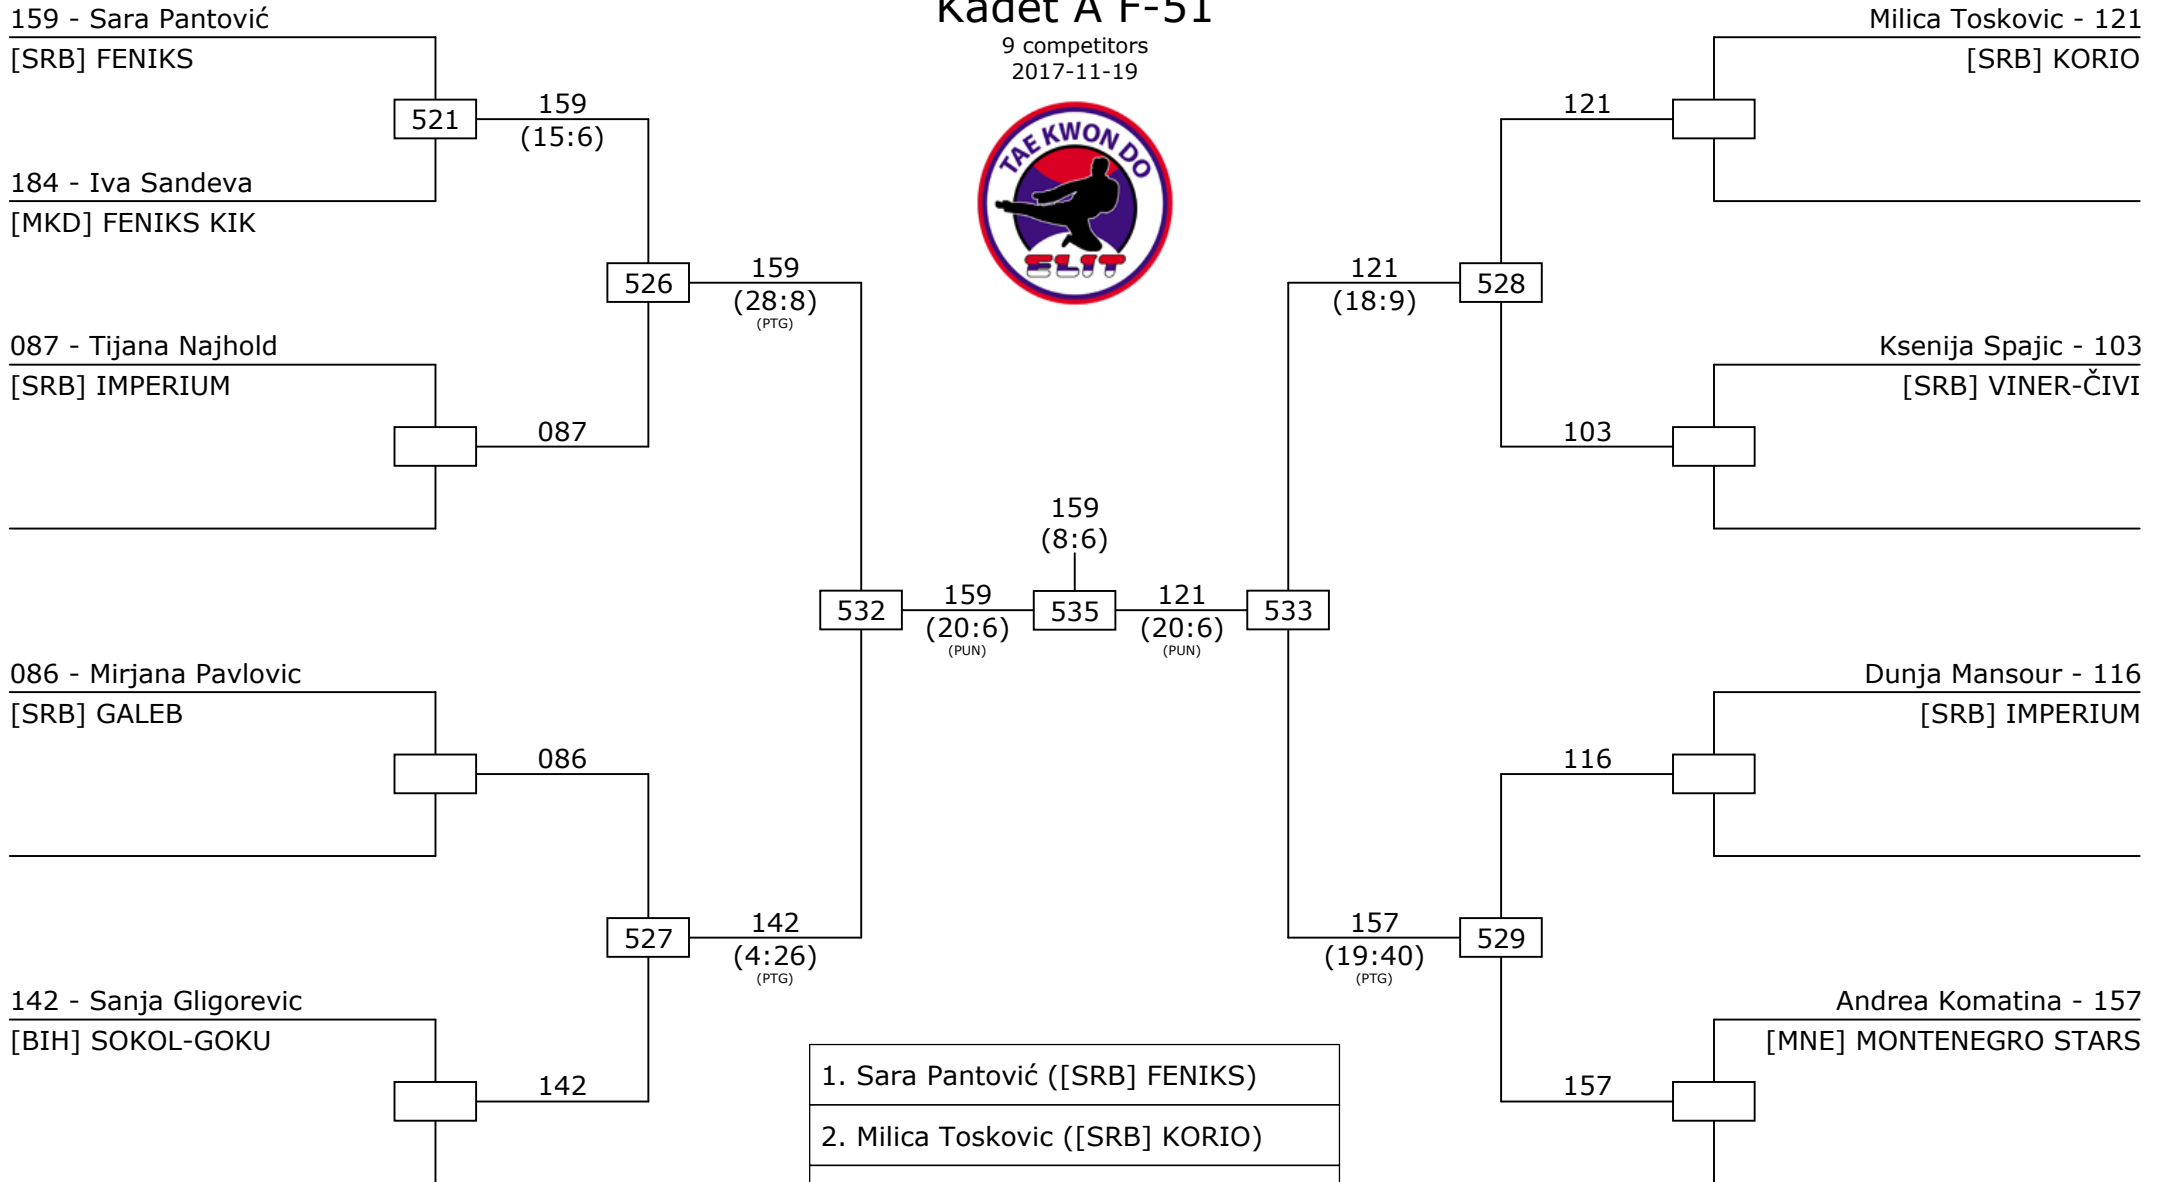 Kadet A F-51
9 competitors
2017-11-19
TAE KWON DO
ELIT
159 - Sara Pantović
[SRB] FENIKS
184 - Iva Sandeva
[MKD] FENIKS KIK
087 - Tijana Najhold
[SRB] IMPERIUM
086 - Mirjana Pavlovic
[SRB] GALEB
142 - Sanja Gligorevic
[BIH] SOKOL-GOKU
521
159
(15:6)
087
086
142
526
159
(28:8)
(PTG)
527
142
(4:26)
(PTG)
532
159
(20:6)
(PUN)
159
(8:6)
535
121
(20:6)
(PUN)
533
121
(18:9)
528
157
(19:40)
(PTG)
529
121
103
116
157
Milica Toskovic - 121
[SRB] KORIO
Ksenija Spajic - 103
[SRB] VINER-ČIVI
Dunja Mansour - 116
[SRB] IMPERIUM
Andrea Komatina - 157
[MNE] MONTENEGRO STARS
1. Sara Pantović ([SRB] FENIKS)
2. Milica Toskovic ([SRB] KORIO)